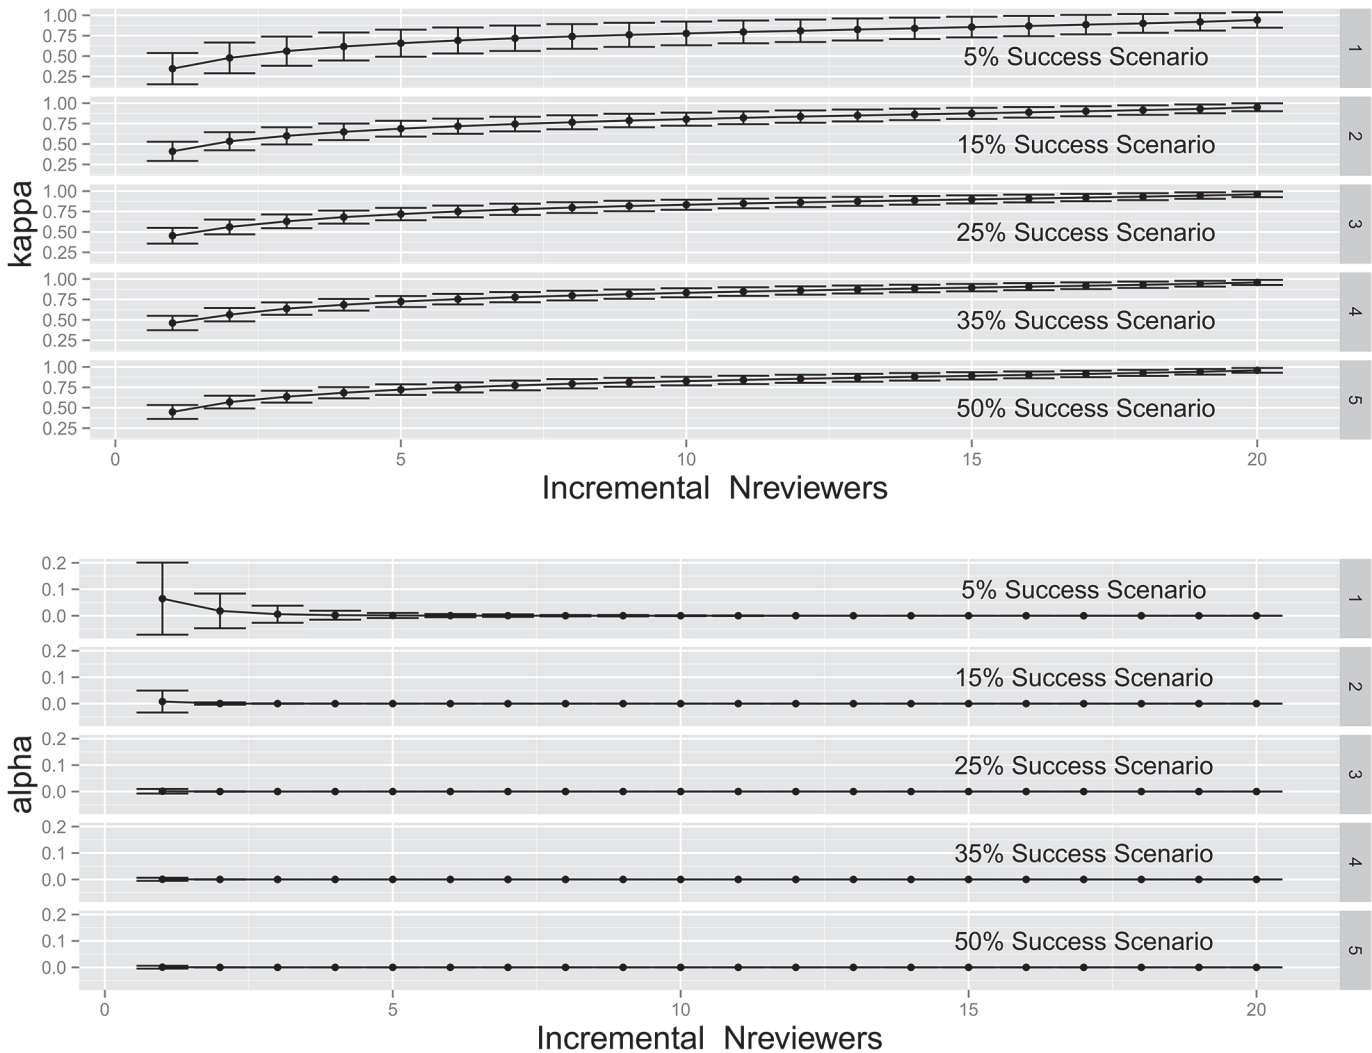 1.00
0.75
0.50
0.25
5% Success Scenario
1
1.00
0.75
0.50
0.25
15% Success Scenario
2
kappa
1.00
0.75
0.50
0.25
25% Success Scenario
3
1.00
0.75
0.50
0.25
35% Success Scenario
4
1.00
0.75
0.50
0.25
50% Success Scenario
5
0 5 10 15 20
Incremental Nreviewers
0.2
0.1
0.0
5% Success Scenario
1
0.2
0.1
0.0
15% Success Scenario
2
alpha
0.2
0.1
0.0
25% Success Scenario
3
0.2
0.1
0.0
35% Success Scenario
4
0.2
0.1
0.0
50% Success Scenario
5
0 5 10 15 20
Incremental Nreviewers